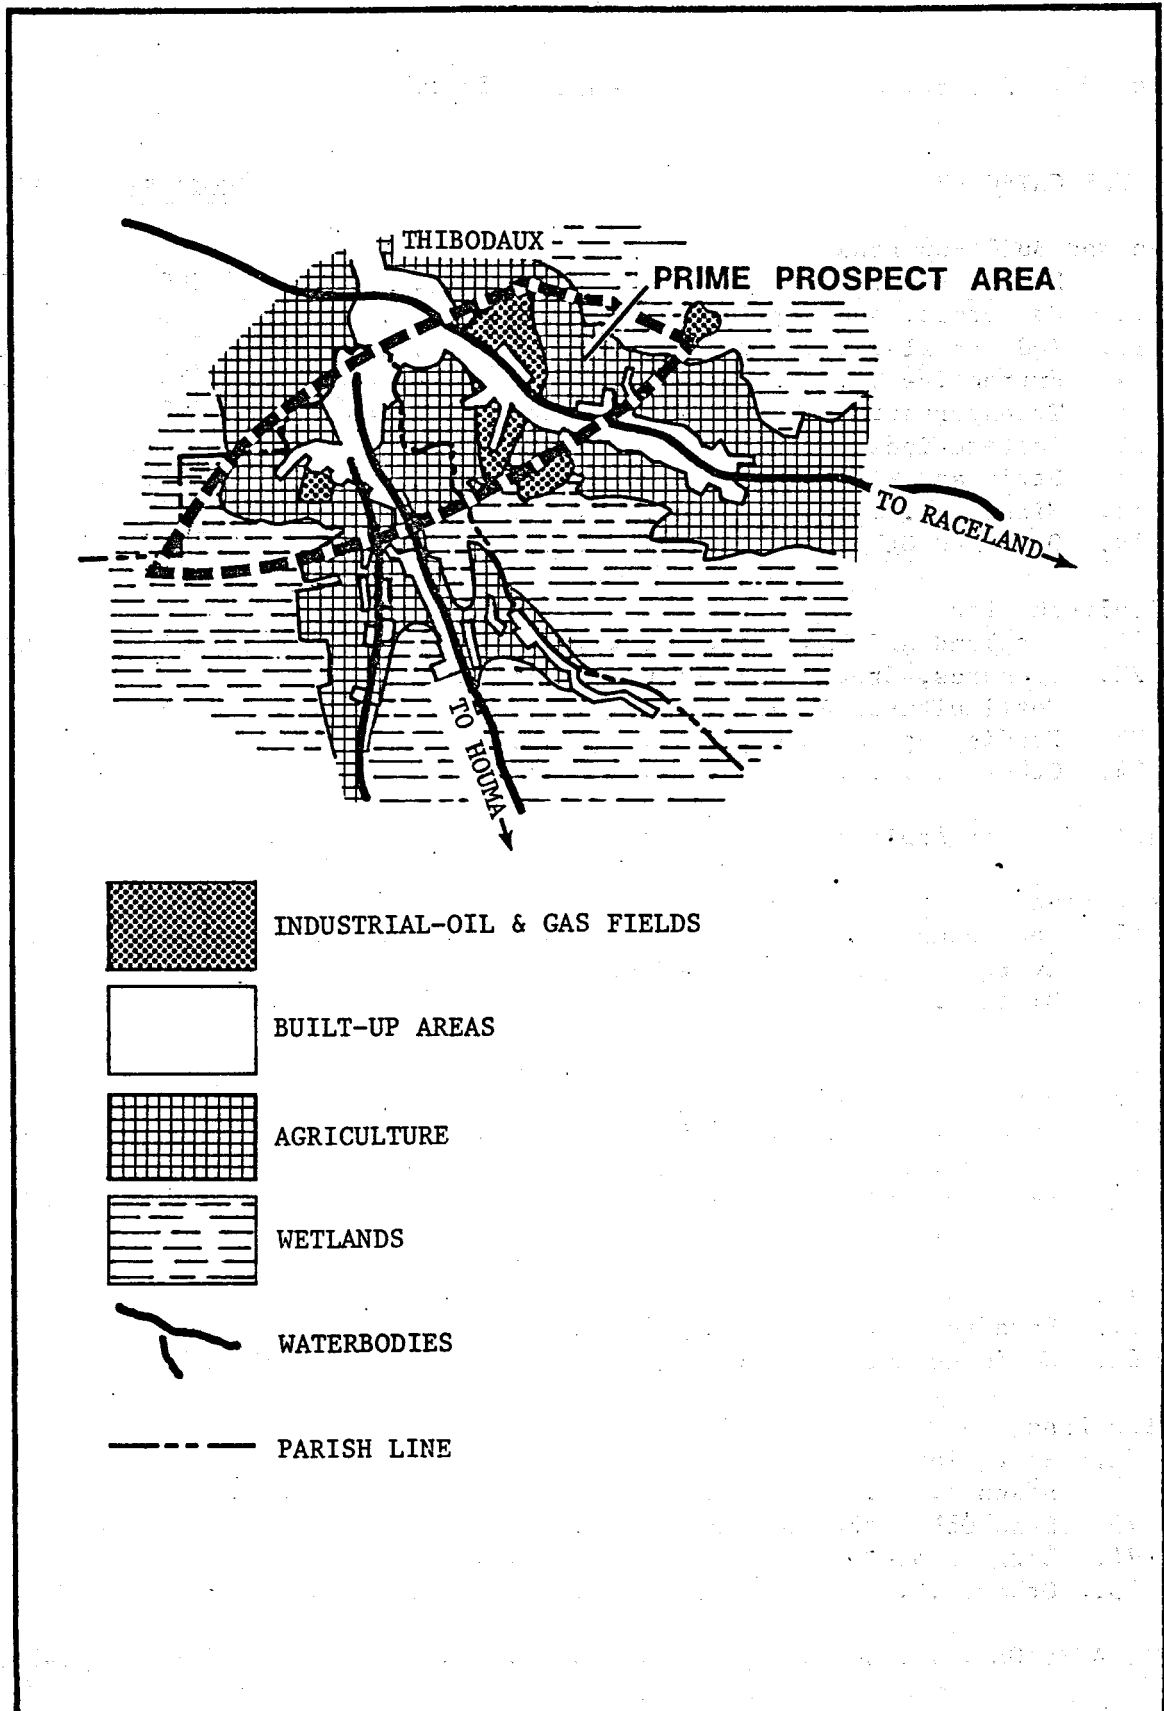 THIBODAUX
PRIME PROSPECT AREA
TO RACELAND
TO HOUMA
INDUSTRIAL-OIL & GAS FIELDS
BUILT-UP AREAS
AGRICULTURE
WETLANDS
WATERBODIES
PARISH LINE